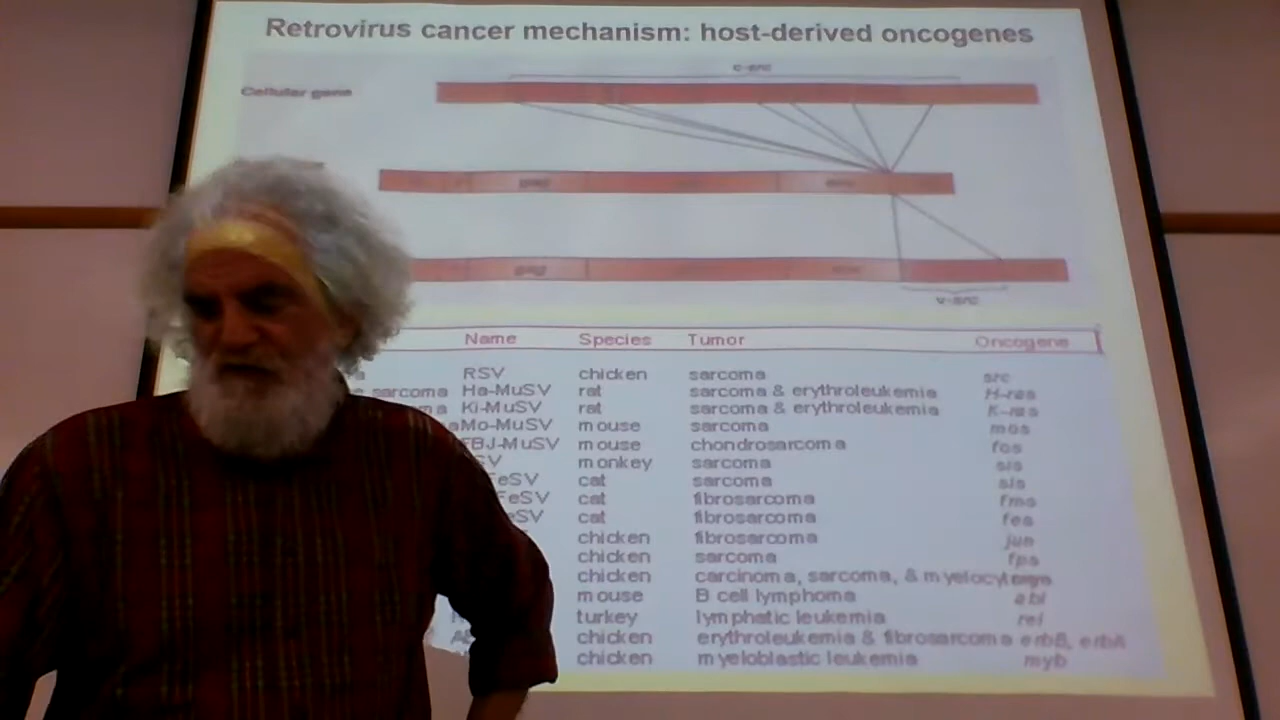 Retrovirus cancer mechanism: host-derived oncogenes
c-src
Cellular gene
gag
gag
v-src
Name Species Tumor Oncogene
RSV chicken sarcoma src
sarcoma Ha-MuSV rat sarcoma & erythroleukemia H-ras
Ki-MuSV rat sarcoma & erythroleukemia K-ras
Mo-MuSV mouse sarcoma mos
FBJ-MuSV mouse chondrosarcoma fos
SV monkey sarcoma sis
FeSV cat sarcoma sis
FeSV cat fibrosarcoma fms
eSV cat fibrosarcoma fes
chicken fibrosarcoma jun
chicken sarcoma fps
chicken carcinoma, sarcoma, & myelocyt
mouse B cell lymphoma abl
turkey lymphatic leukemia rel
chicken erythroleukemia & fibrosarcoma erbB, erbA
chicken myeloblastic leukemia myb